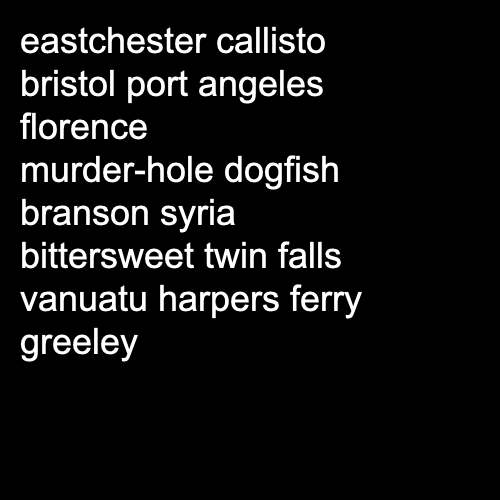 eastchester callisto
bristol port angeles
florence
murder-hole dogfish
branson syria
bittersweet twin falls
vanuatu harpers ferry
greeley